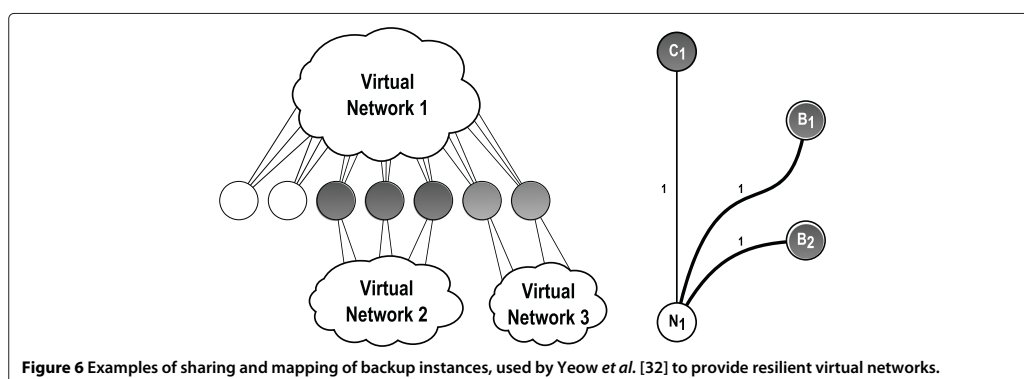 Virtual
Network 1
Virtual
Network 2
Virtual
Network 3
C1
B1
1
1
1
B2
N1
Figure 6 Examples of sharing and mapping of backup instances, used by Yeow et al. [32] to provide resilient virtual networks.